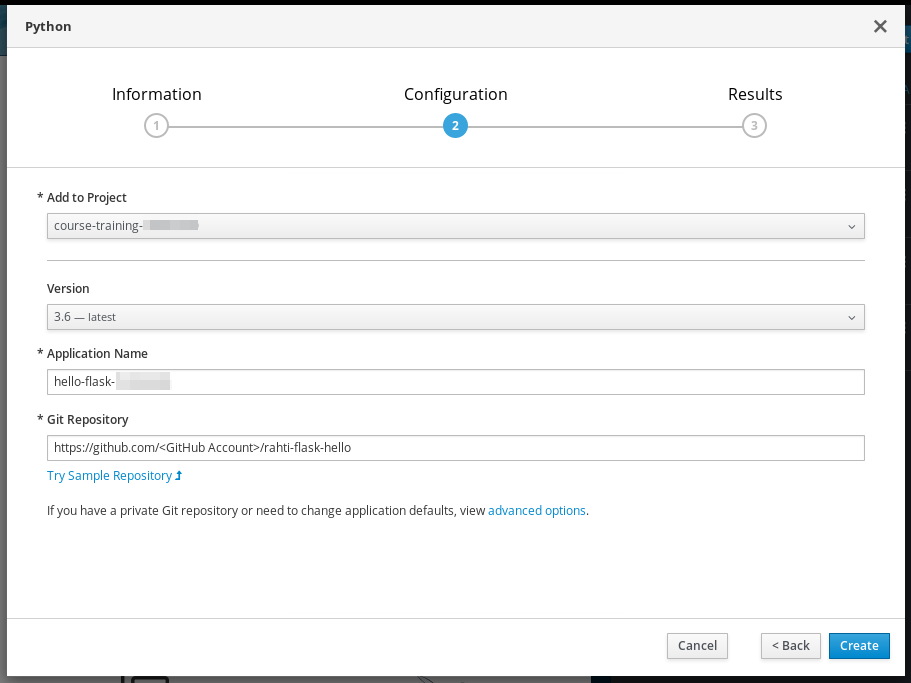 Python
Information
Configuration
Results
1
2
3
* Add to Project
course-training-
Version
3.6 — latest
* Application Name
hello-flask-
* Git Repository
https://github.com/<GitHub Account>/rahti-flask-hello
Try Sample Repository
If you have a private Git repository or need to change application defaults, view advanced options.
Cancel
< Back
Create